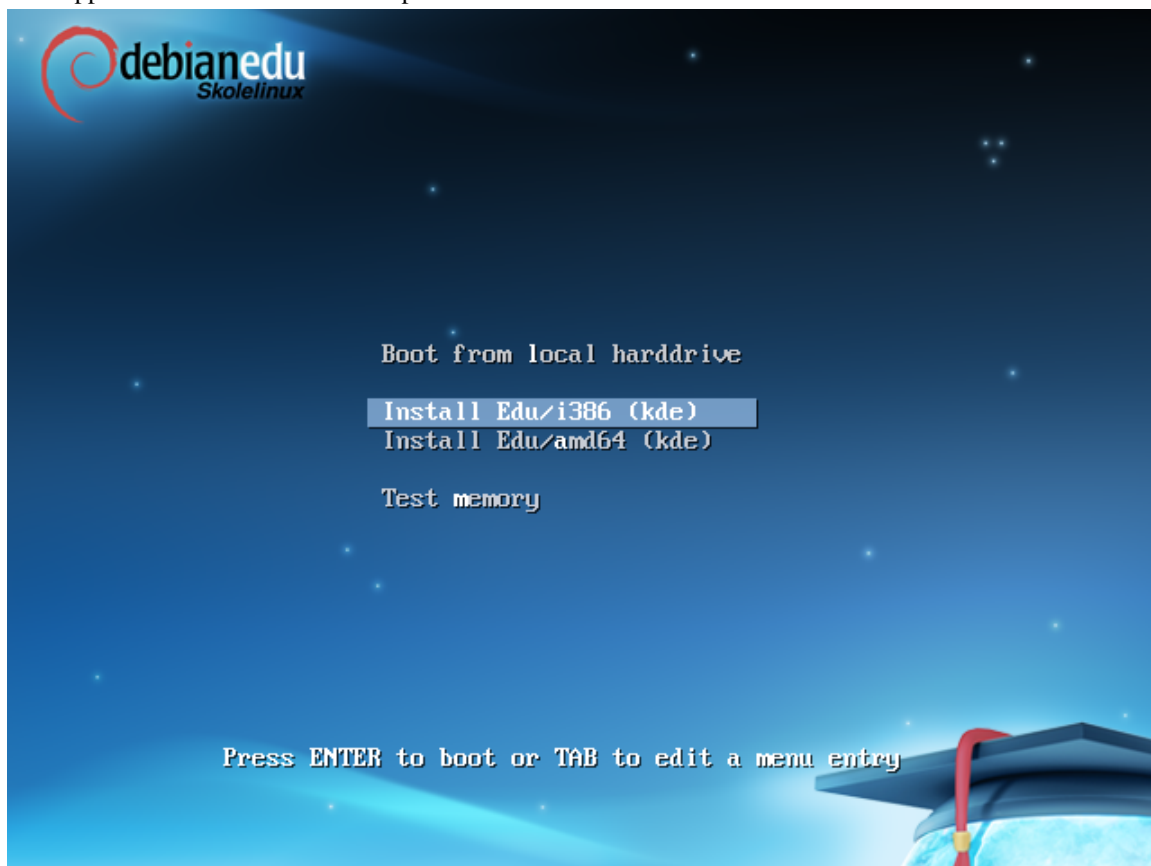 debianedu
Skolelinux
Boot from local harddrive
Install Edu/i386 (kde)
Install Edu/amd64 (kde)
Test memory
Press ENTER to boot or TAB to edit a menu entry